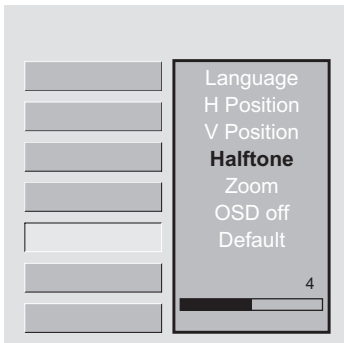 Language
H Position
V Position
Halftone
Zoom
OSD off
Default
4